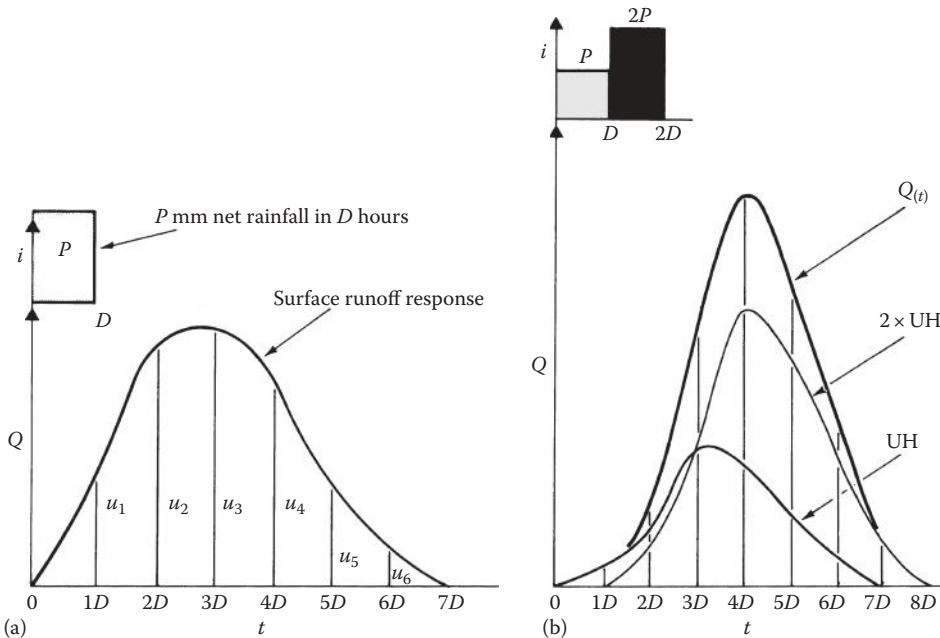 P mm net rainfall in D hours
i
P
D
Surface runoff response
Q
u1
u2
u3
u4
u5
u6
0 1D 2D 3D 4D 5D 6D 7D
(a)
t
2P
i
P
D 2D
Q(t)
2 × UH
Q
UH
0 1D 2D 3D 4D 5D 6D 7D 8D
(b)
t